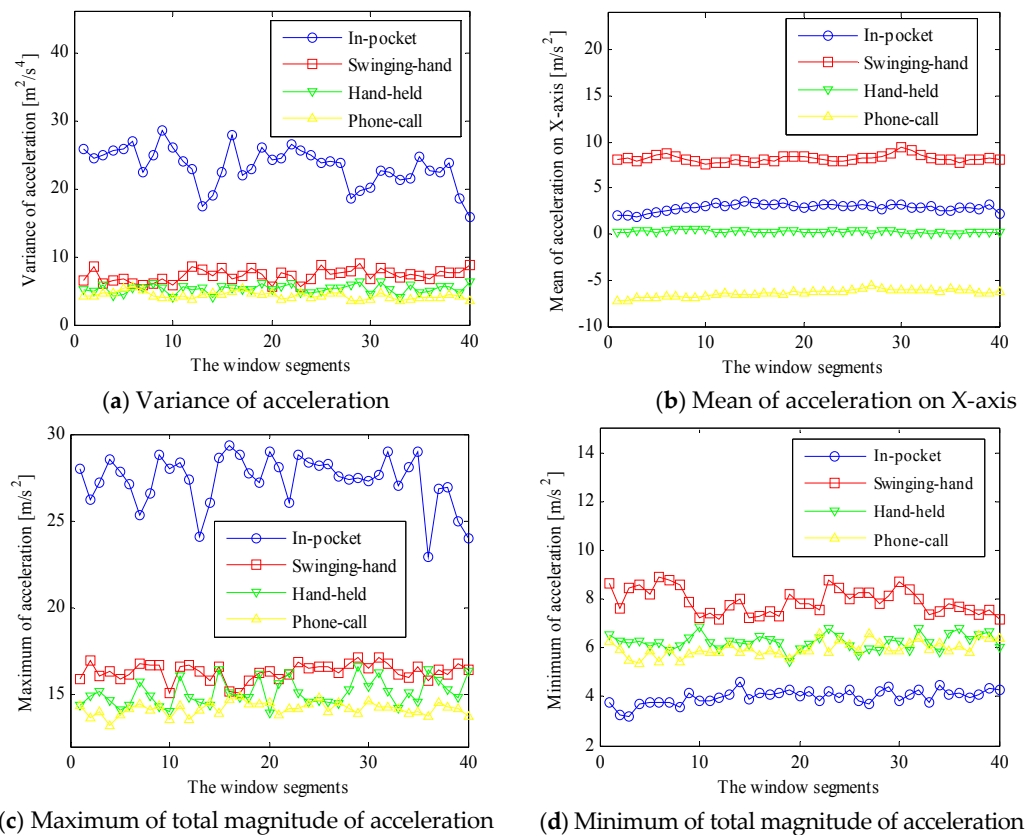 Variance of acceleration [m²/s⁴]
40
30
20
10
0
In-pocket
Swinging-hand
Hand-held
Phone-call
0 10 20 30 40
The window segments
(a) Variance of acceleration
Mean of acceleration on X-axis [m/s²]
20
15
10
5
0
-5
-10
In-pocket
Swinging-hand
Hand-held
Phone-call
0 10 20 30 40
The window segments
(b) Mean of acceleration on X-axis
Maximum of acceleration [m/s²]
30
25
20
15
In-pocket
Swinging-hand
Hand-held
Phone-call
0 10 20 30 40
The window segments
(c) Maximum of total magnitude of acceleration
Minimum of acceleration [m/s²]
14
12
10
8
6
4
2
In-pocket
Swinging-hand
Hand-held
Phone-call
0 10 20 30 40
The window segments
(d) Minimum of total magnitude of acceleration